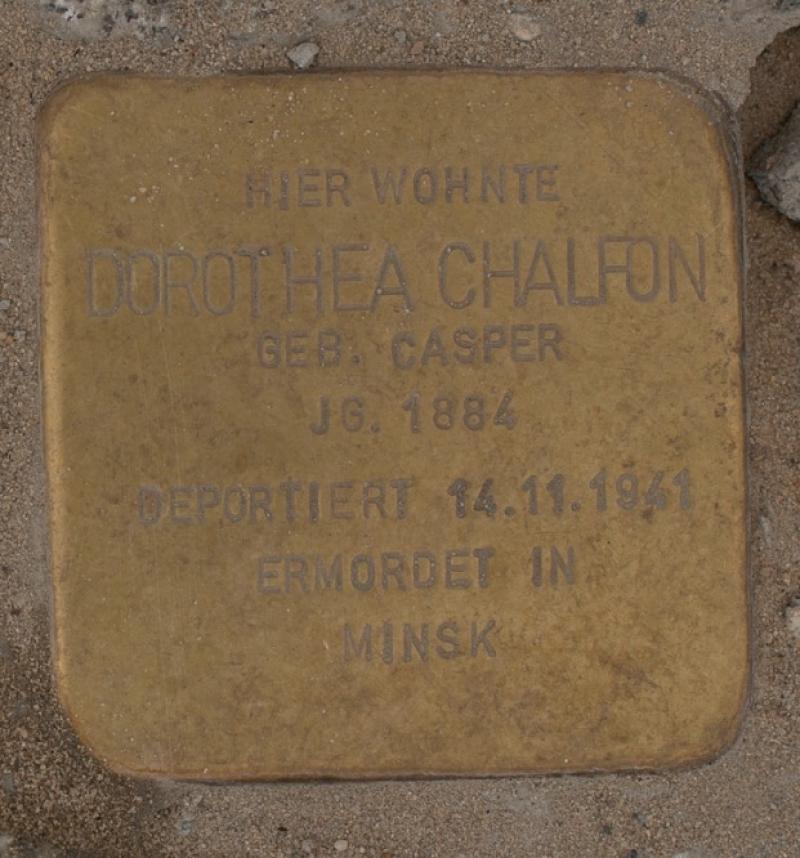 HIER WOHNTE
DOROTHEA CHALFON
GEB. CASPER
JG. 1884
DEPORTIERT 14.11.1941
ERMORDET IN
MINSK